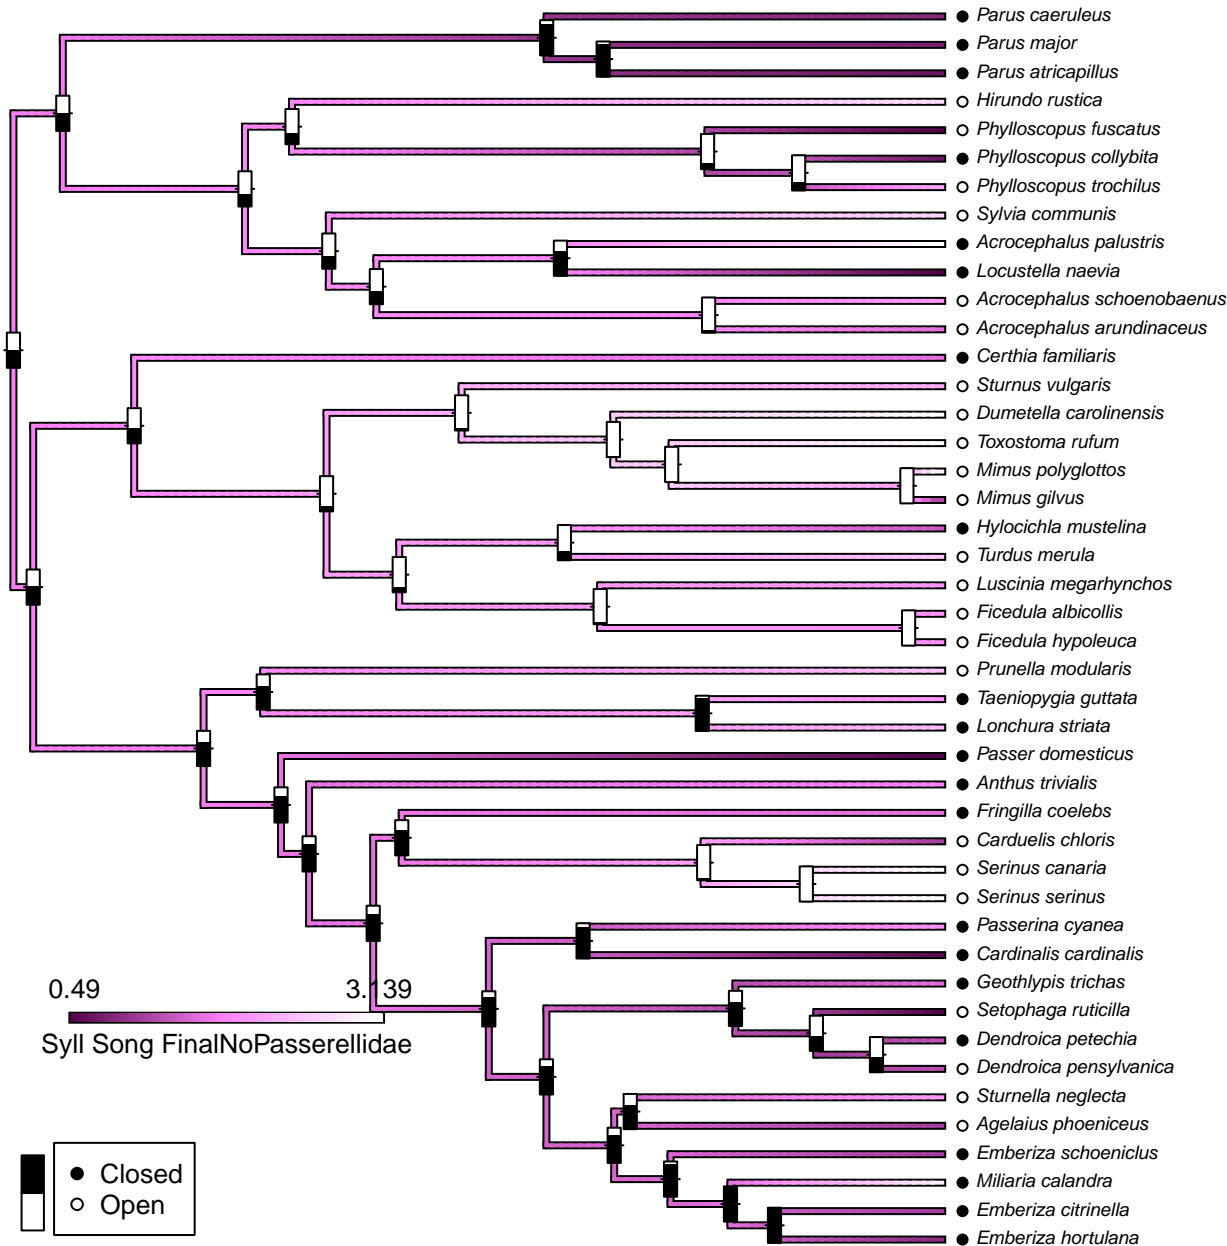 Parus caeruleus
Parus major
Parus atricapillus
Hirundo rustica
Phylloscopus fuscatus
Phylloscopus collybita
Phylloscopus trochilus
Sylvia communis
Acrocephalus palustris
Locustella naevia
Acrocephalus schoenobaenus
Acrocephalus arundinaceus
Certhia familiaris
Sturnus vulgaris
Dumetella carolinensis
Toxostoma rufum
Mimus polyglottos
Mimus gilvus
Hylocichla mustelina
Turdus merula
Luscinia megarhynchos
Ficedula albicollis
Ficedula hypoleuca
Prunella modularis
Taeniopygia guttata
Lonchura striata
Passer domesticus
Anthus trivialis
Fringilla coelebs
Carduelis chloris
Serinus canaria
Serinus serinus
Passerina cyanea
Cardinalis cardinalis
Geothlypis trichas
Setophaga ruticilla
Dendroica petechia
Dendroica pensylvanica
Sturnella neglecta
Agelaius phoeniceus
Emberiza schoeniclus
Miliaria calandra
Emberiza citrinella
Emberiza hortulana
0.49 3.139
Syll Song FinalNoPasserellidae
Closed
Open